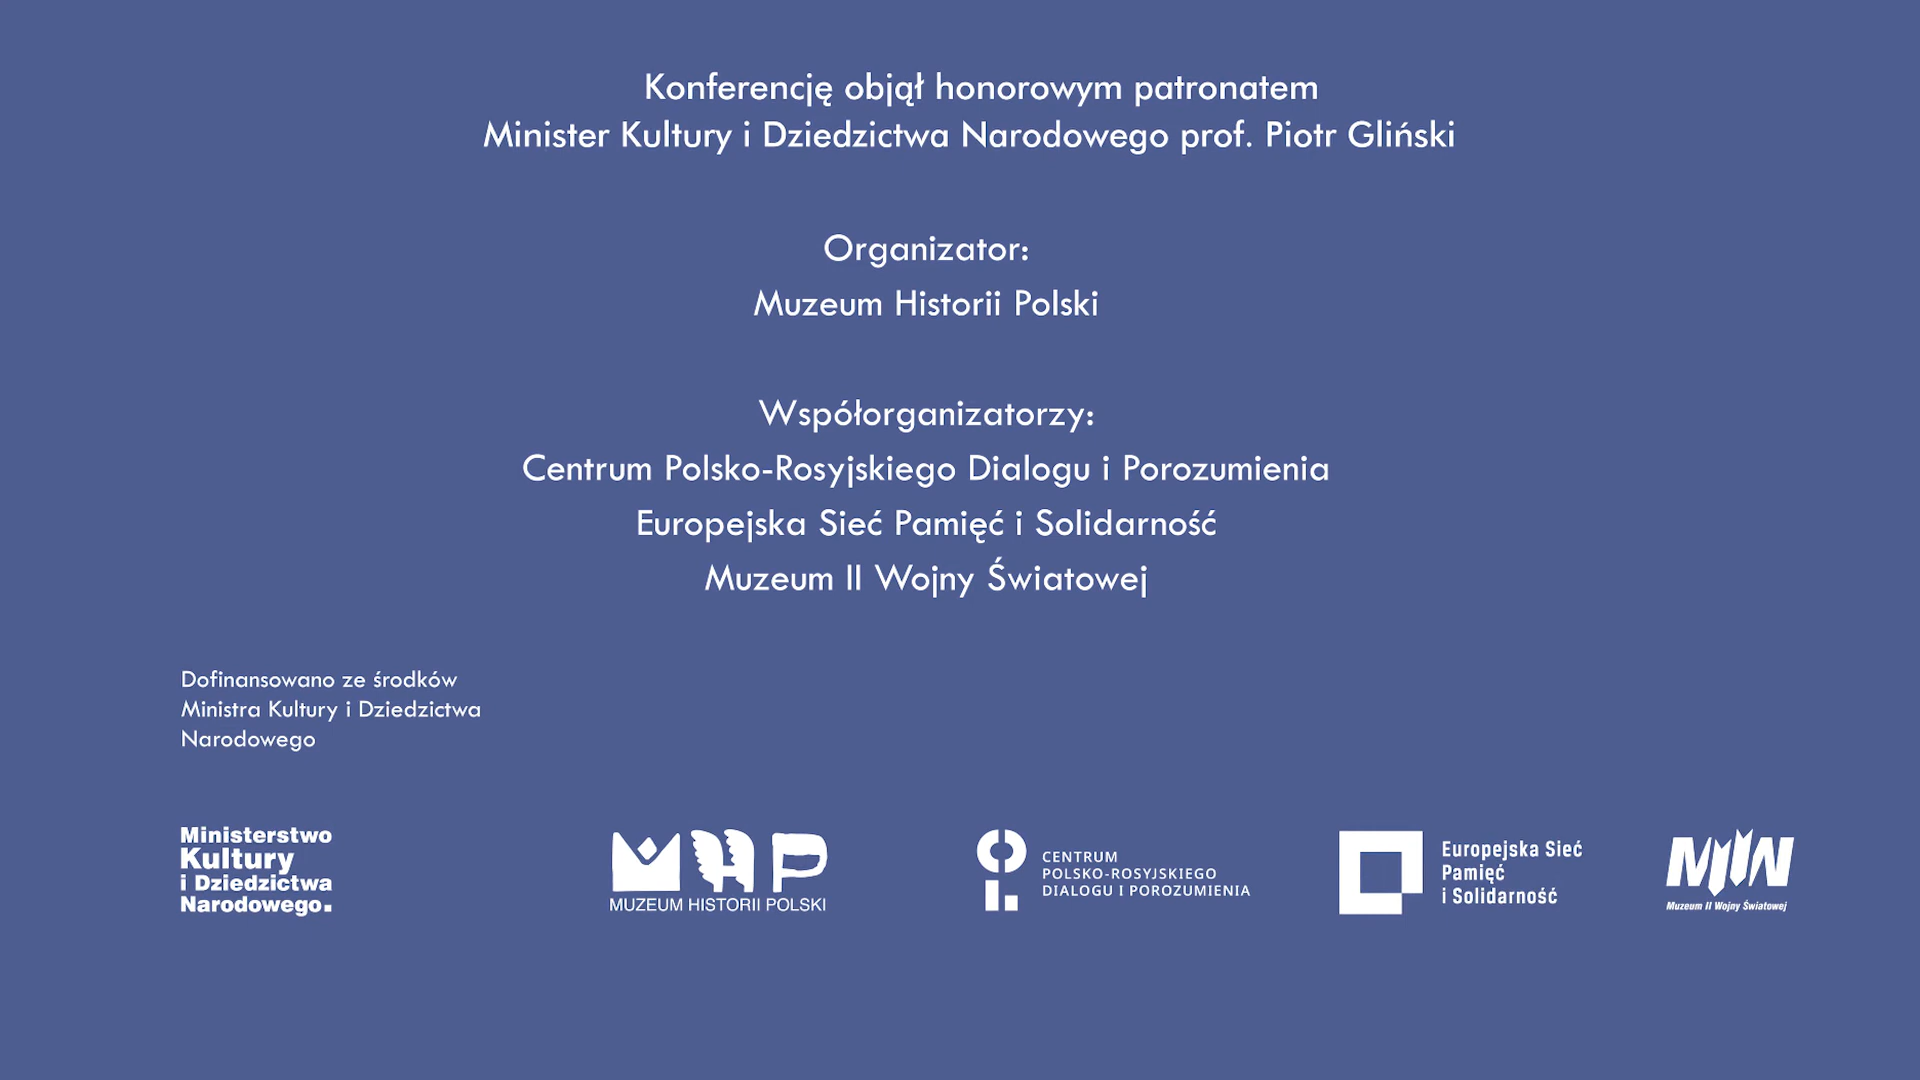 Konferencję objął honorowym patronatem
Minister Kultury i Dziedzictwa Narodowego prof. Piotr Gliński
Organizator:
Muzeum Historii Polski
Współorganizatorzy:
Centrum Polsko-Rosyjskiego Dialogu i Porozumienia
Europejska Sieć Pamięć i Solidarność
Muzeum II Wojny Światowej
Dofinansowano ze środków
Ministra Kultury i Dziedzictwa
Narodowego
Ministerstwo
Kultury
i Dziedzictwa
Narodowego.
MHP
MUZEUM HISTORII POLSKI
CENTRUM
POLSKO-ROSYJSKIEGO
DIALOGU I POROZUMIENIA
Europejska Sieć
Pamięć
i Solidarność
MIIW
Muzeum II Wojny Światowej